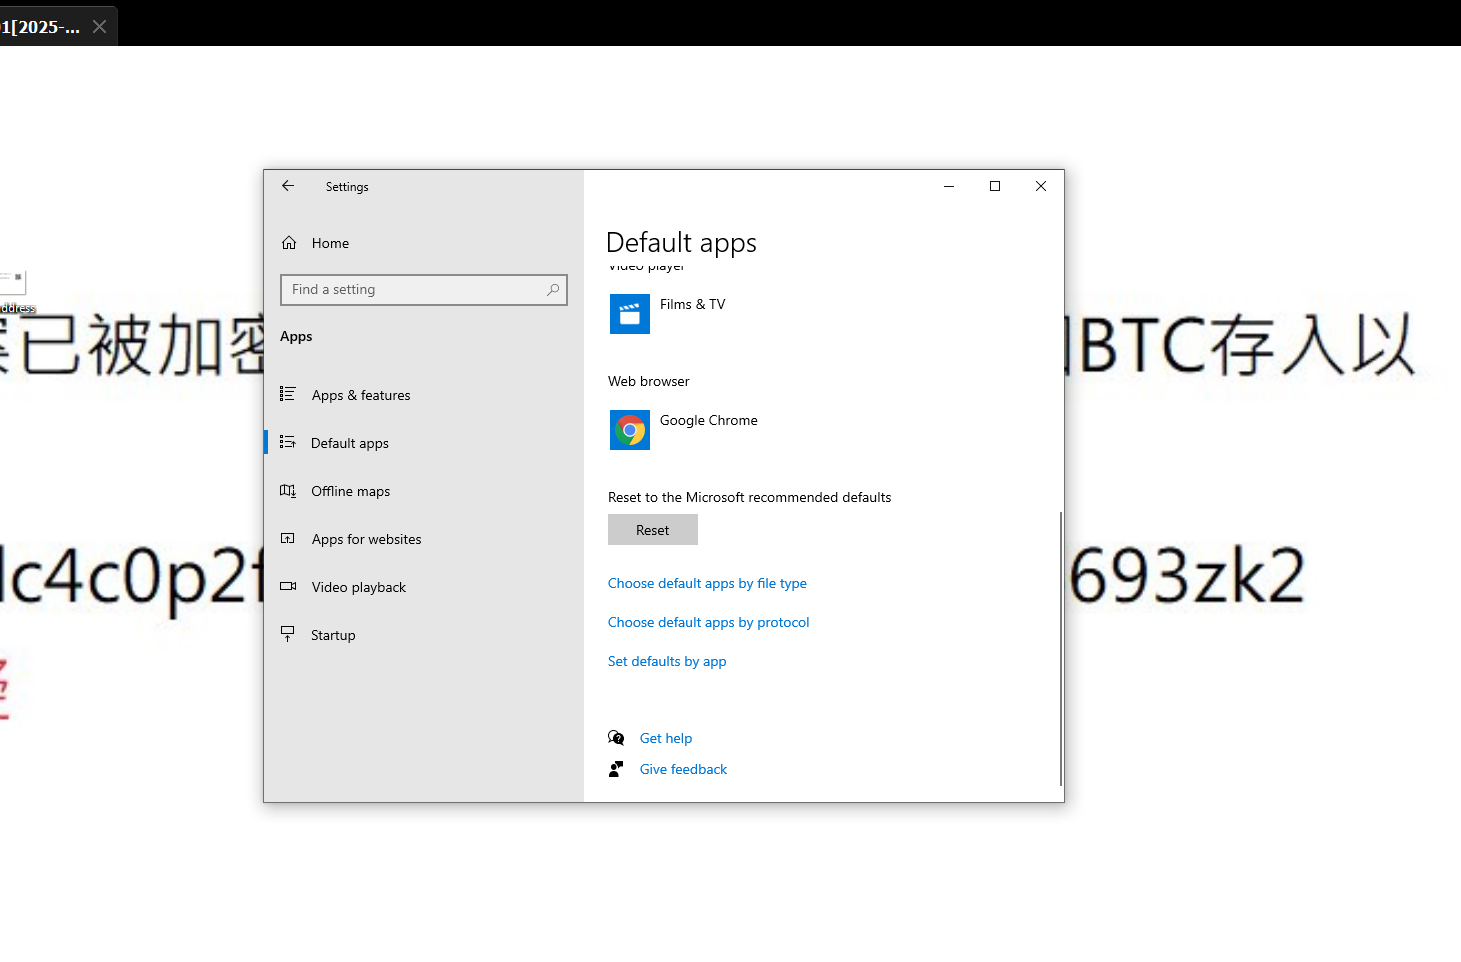 01[2025-...
Settings
Home
Find a setting
Apps
Apps & features
Default apps
Offline maps
Apps for websites
Video playback
Startup
Default apps
Video player
Films & TV
Web browser
Google Chrome
Reset to the Microsoft recommended defaults
Reset
Choose default apps by file type
Choose default apps by protocol
Set defaults by app
Get help
Give feedback
ddress
已被加密
BTC存入以
lc4c0p2f
693zk2